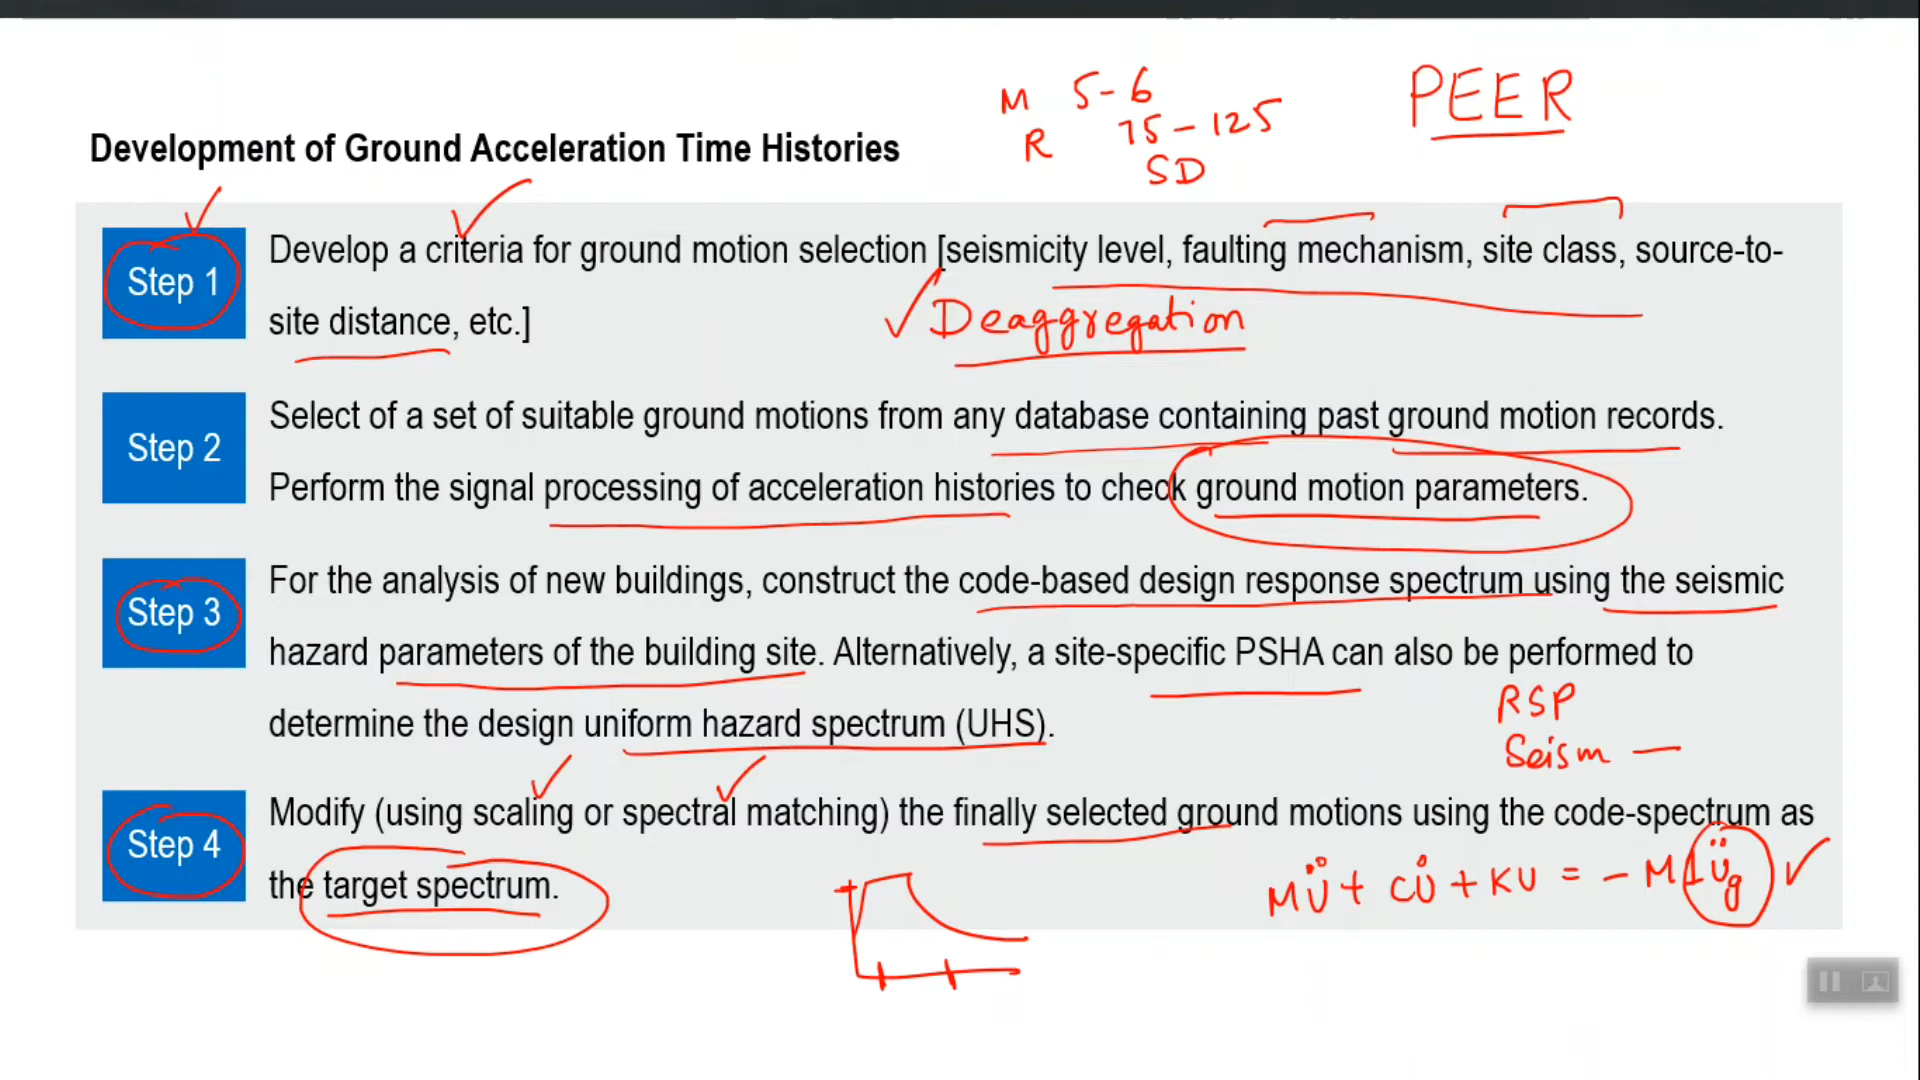 M 5-6
PEER
R 75-125
SD
Development of Ground Acceleration Time Histories
Step 1
Develop a criteria for ground motion selection [seismicity level, faulting mechanism, site class, source-to-
site distance, etc.]
Deaggregation
Step 2
Select of a set of suitable ground motions from any database containing past ground motion records.
Perform the signal processing of acceleration histories to check ground motion parameters.
Step 3
For the analysis of new buildings, construct the code-based design response spectrum using the seismic
hazard parameters of the building site. Alternatively, a site-specific PSHA can also be performed to
determine the design uniform hazard spectrum (UHS).
RSP
Seism —
Step 4
Modify (using scaling or spectral matching) the finally selected ground motions using the code-spectrum as
the target spectrum.
MÜ + CU̇ + KU = - M1Üg